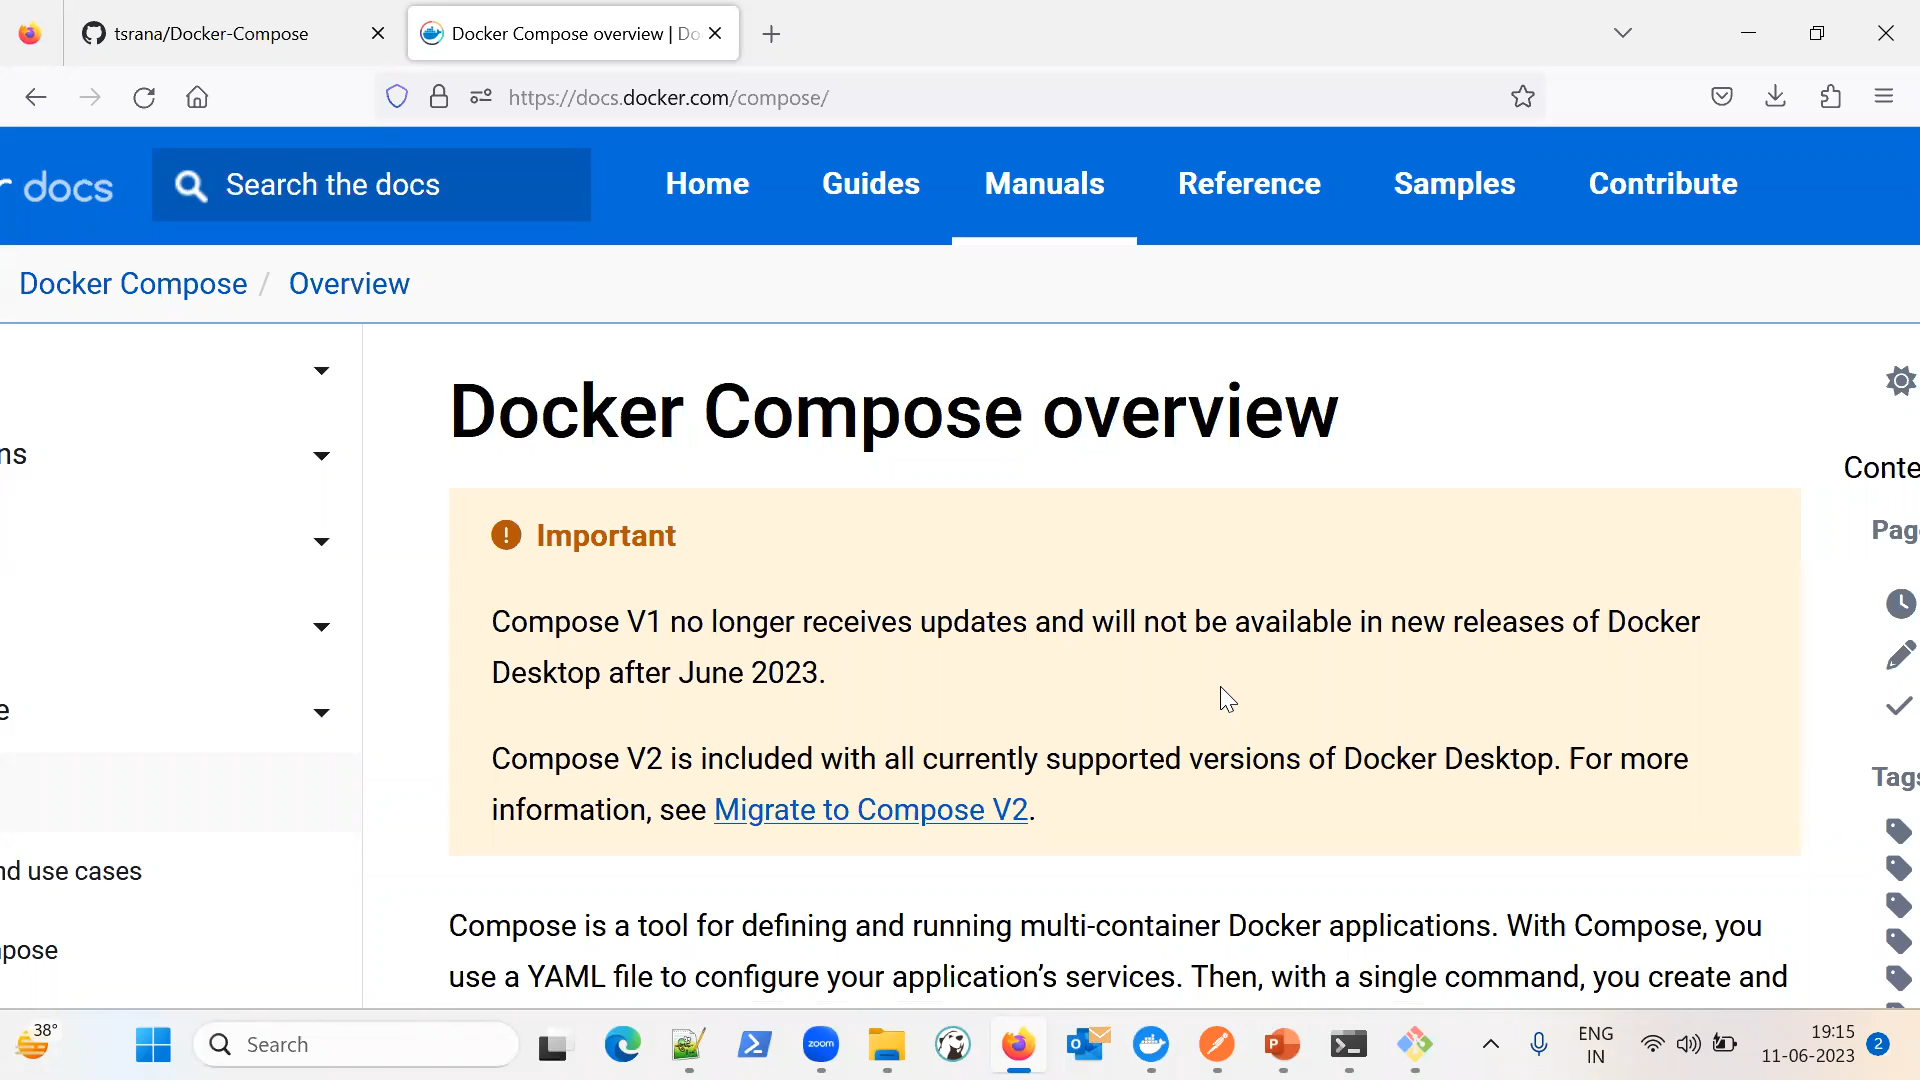 tsrana/Docker-Compose
Docker Compose overview | Do
https://docs.docker.com/compose/
r docs
Search the docs
Home
Guides
Manuals
Reference
Samples
Contribute
Docker Compose / Overview
ns
e
nd use cases
pose
Docker Compose overview
Important
Compose V1 no longer receives updates and will not be available in new releases of Docker
Desktop after June 2023.
Compose V2 is included with all currently supported versions of Docker Desktop. For more
information, see Migrate to Compose V2.
Compose is a tool for defining and running multi-container Docker applications. With Compose, you
use a YAML file to configure your application’s services. Then, with a single command, you create and
Conte
Page
Tags
38°
Search
zoom
ENG
IN
19:15
11-06-2023
2